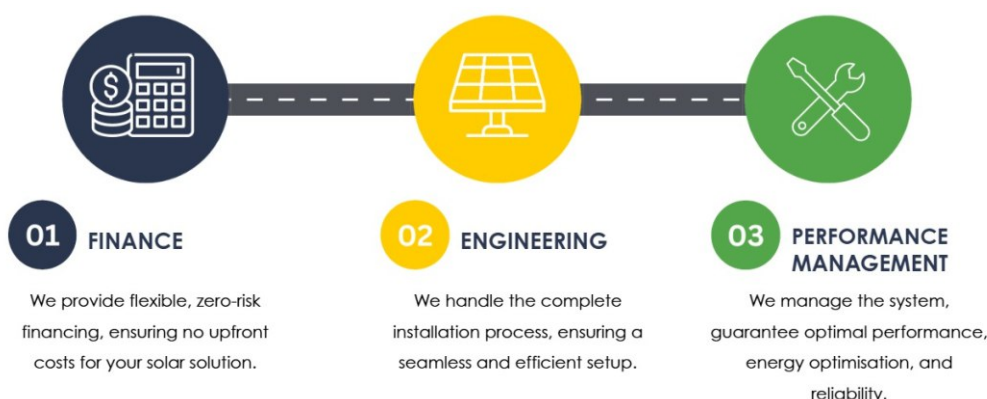 $
01 FINANCE
We provide flexible, zero-risk
financing, ensuring no upfront
costs for your solar solution.
02 ENGINEERING
We handle the complete
installation process, ensuring a
seamless and efficient setup.
03 PERFORMANCE
MANAGEMENT
We manage the system,
guarantee optimal performance,
energy optimisation, and
reliability.